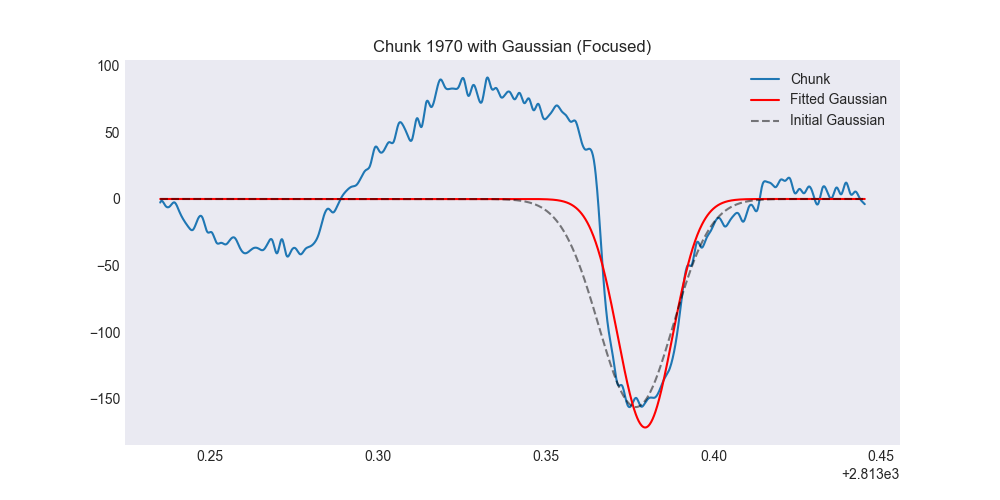 Chunk 1970 with Gaussian (Focused)
100
50
0
−50
−100
−150
Chunk
Fitted Gaussian
Initial Gaussian
0.25 0.30 0.35 0.40 0.45
+2.813e3